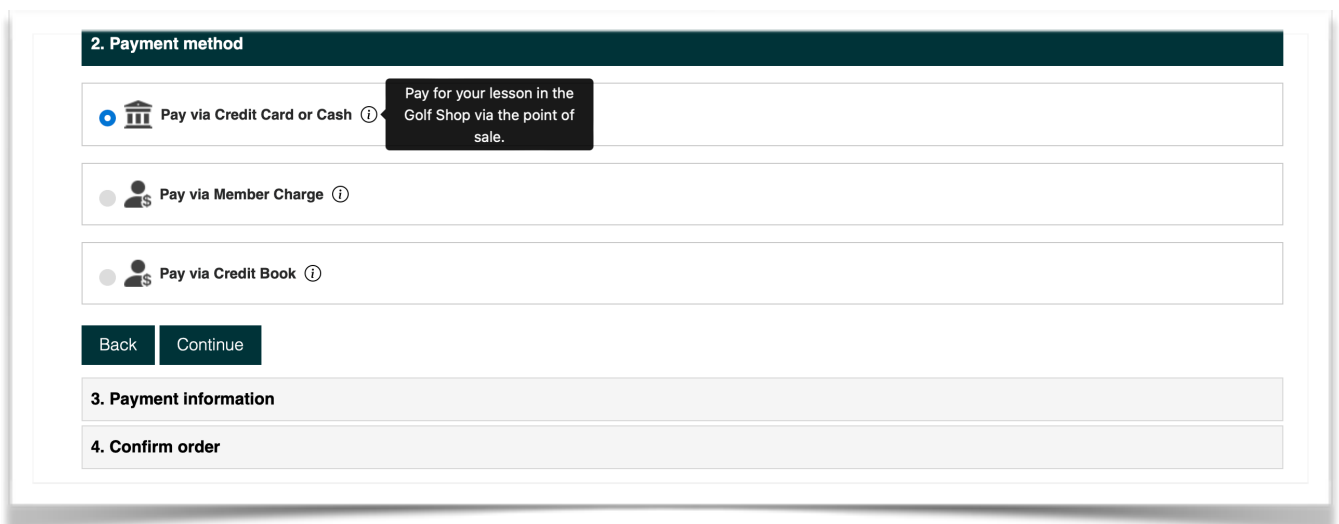 2. Payment method
Pay via Credit Card or Cash
Pay for your lesson in the
Golf Shop via the point of
sale.
Pay via Member Charge
Pay via Credit Book
Back Continue
3. Payment information
4. Confirm order